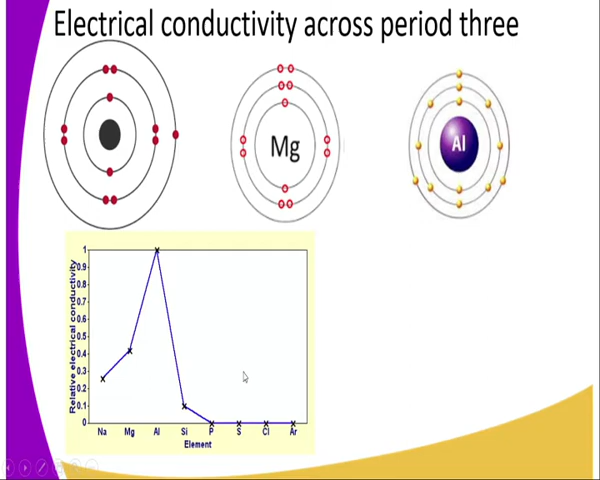 Electrical conductivity across period three
Mg
Al
Relative electrical conductivity
1
0.9
0.8
0.7
0.6
0.5
0.4
0.3
0.2
0.1
0
Na Mg Al Si P S Cl Ar
Element